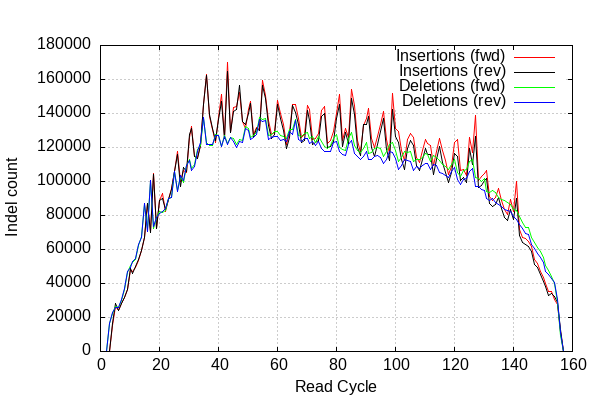 180000
160000
140000
120000
100000
80000
60000
40000
20000
0
Indel count
Insertions (fwd)
Insertions (rev)
Deletions (fwd)
Deletions (rev)
0 20 40 60 80 100 120 140 160
Read Cycle